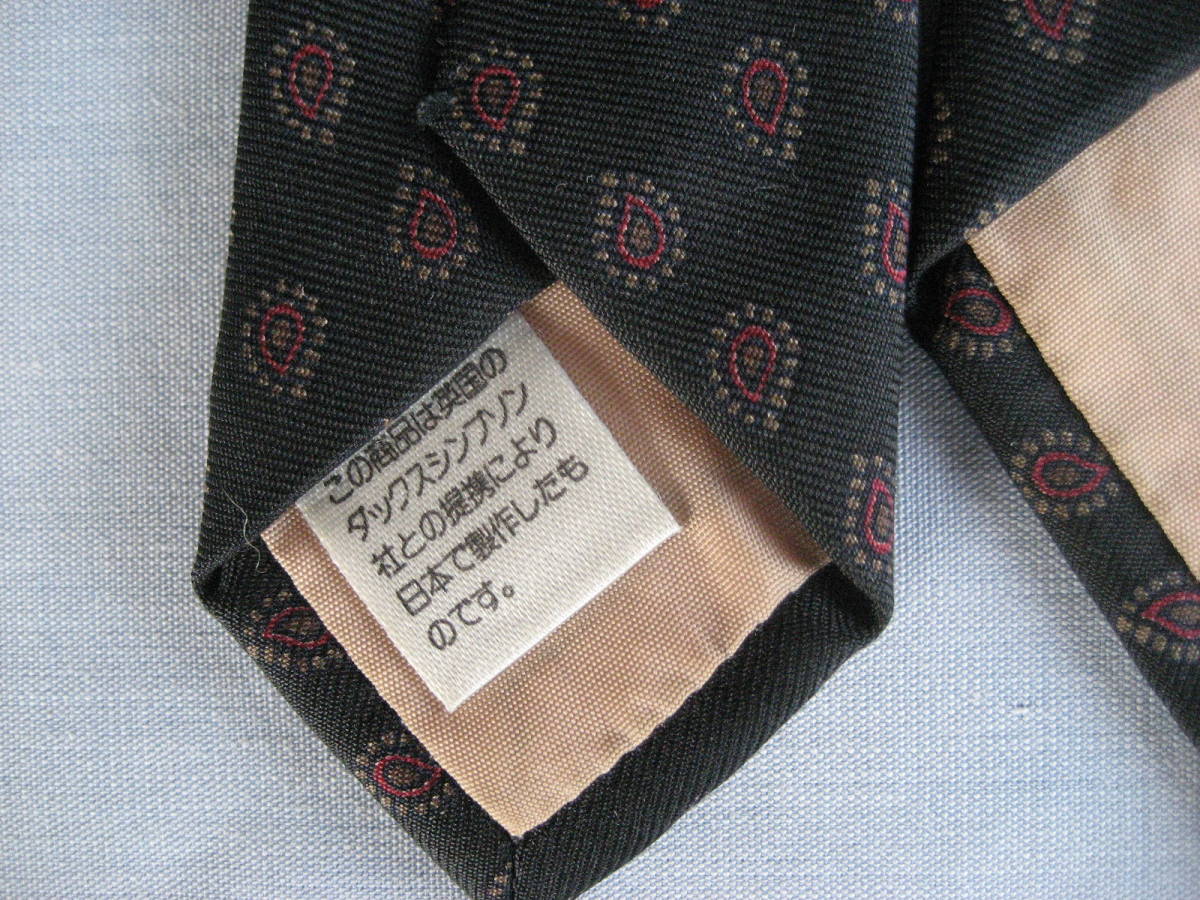 この商品は英国の
ダックスシンプソン
社との提携により
日本で製作したも
のです。